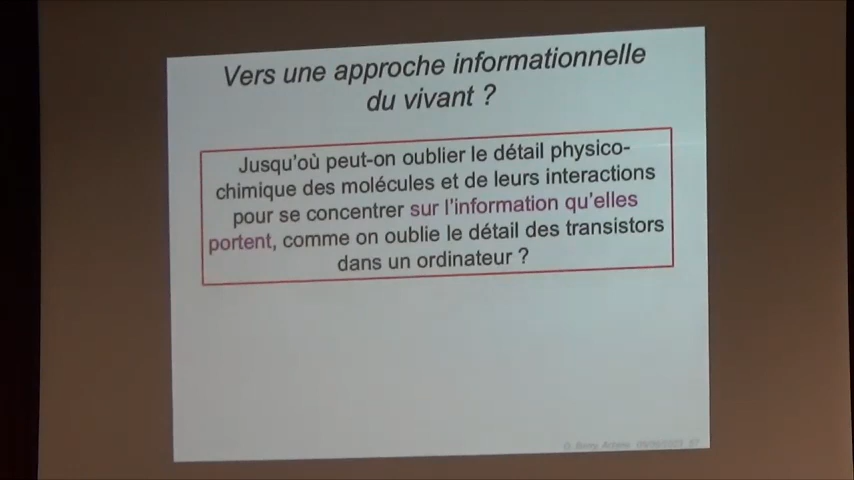 Vers une approche informationnelle
du vivant ?
Jusqu'où peut-on oublier le détail physico-
chimique des molécules et de leurs interactions
pour se concentrer sur l'information qu'elles
portent, comme on oublie le détail des transistors
dans un ordinateur ?